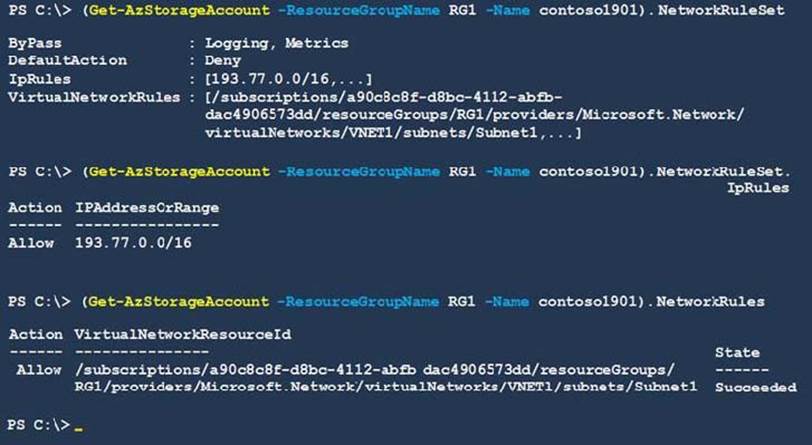 PS C:\> (Get-AzStorageAccount -ResourceGroupName RG1 -Name contoso1901).NetworkRuleSet
ByPass : Logging, Metrics
DefaultAction : Deny
IpRules : [193.77.0.0/16,...]
VirtualNetworkRules : [/subscriptions/a90c8c8f-d8bc-4112-abfb-
dac4906573dd/resourceGroups/RG1/providers/Microsoft.Network/
virtualNetworks/VNET1/subnets/Subnet1,...]
PS C:\> (Get-AzStorageAccount -ResourceGroupName RG1 -Name contoso1901).NetworkRuleSet.
IpRules
Action IPAddressOrRange
------ ----------------
Allow 193.77.0.0/16
PS C:\> (Get-AzStorageAccount -ResourceGroupName RG1 -Name contoso1901).NetworkRules
Action VirtualNetworkResourceId
State
------ ---------------
------
Allow /subscriptions/a90c8c8f-d8bc-4112-abfb dac4906573dd/resourceGroups/
RG1/providers/Microsoft.Network/virtualNetworks/VNET1/subnets/Subnet1 Succeeded
PS C:\>_